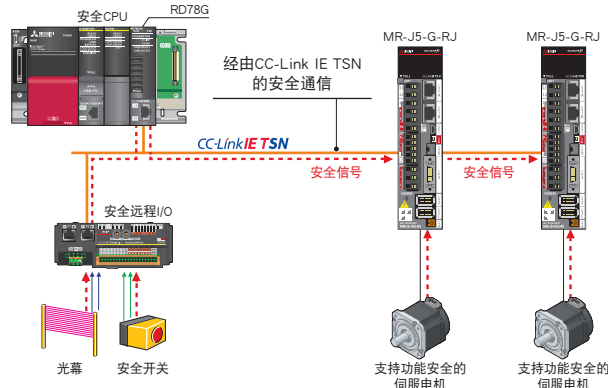 安全CPU
RD78G
MR-J5-G-RJ
MR-J5-G-RJ
经由CC-Link IE TSN
的安全通信
CC-Link IE TSN
安全信号
安全信号
安全远程I/O
光幕
安全开关
支持功能安全的
伺服电机
支持功能安全的
伺服电机